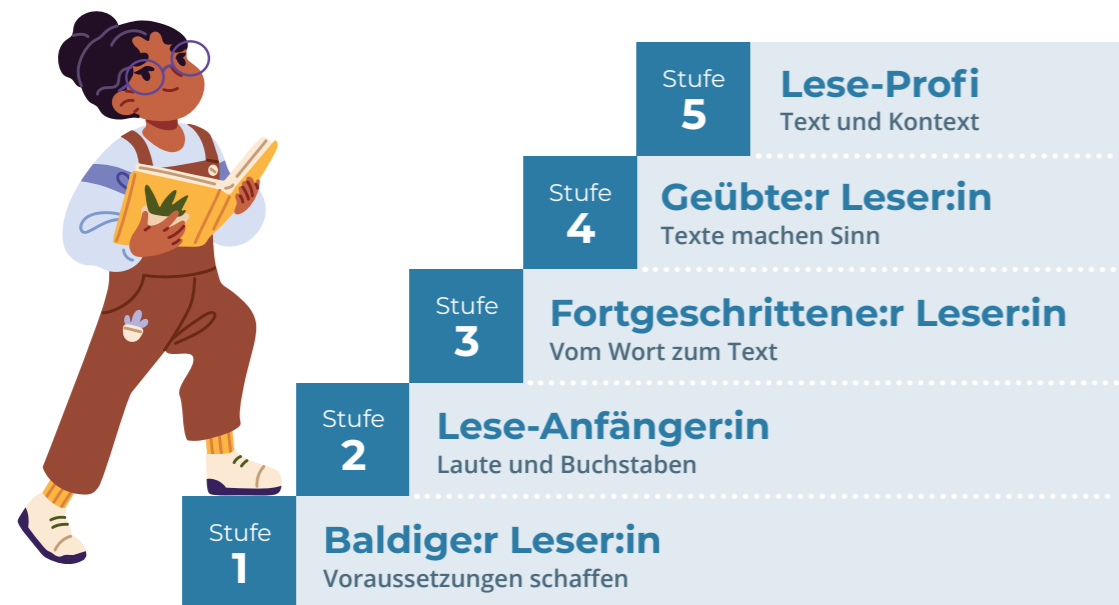 Stufe
5
Lese-Profi
Text und Kontext
Stufe
4
Geübte:r Leser:in
Texte machen Sinn
Stufe
3
Fortgeschrittene:r Leser:in
Vom Wort zum Text
Stufe
2
Lese-Anfänger:in
Laute und Buchstaben
Stufe
1
Baldige:r Leser:in
Voraussetzungen schaffen